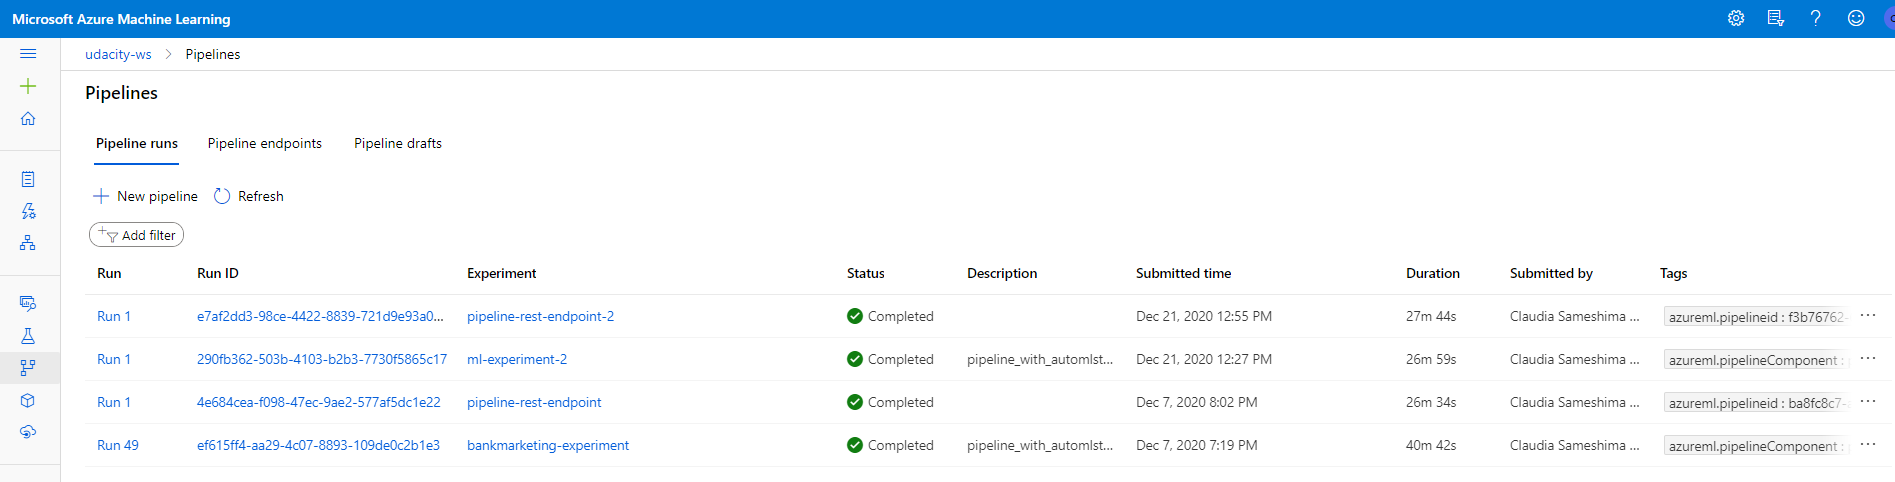 Microsoft Azure Machine Learning
udacity-ws > Pipelines
Pipelines
Pipeline runs Pipeline endpoints Pipeline drafts
New pipeline Refresh
Add filter
Run Run ID Experiment Status Description Submitted time Duration Submitted by Tags
Run 1 e7af2dd3-98ce-4422-8839-721d9e93a0... pipeline-rest-endpoint-2 Completed Dec 21, 2020 12:55 PM 27m 44s Claudia Sameshima ... azureml.pipelineid : f3b76762- ...
Run 1 290fb362-503b-4103-b2b3-7730f5865c17 ml-experiment-2 Completed pipeline_with_automlst... Dec 21, 2020 12:27 PM 26m 59s Claudia Sameshima ... azureml.pipelineComponent : ...
Run 1 4e684cea-f098-47ec-9ae2-577af5dc1e22 pipeline-rest-endpoint Completed Dec 7, 2020 8:02 PM 26m 34s Claudia Sameshima ... azureml.pipelineid : ba8fc8c7- ...
Run 49 ef615ff4-aa29-4c07-8893-109de0c2b1e3 bankmarketing-experiment Completed pipeline_with_automlst... Dec 7, 2020 7:19 PM 40m 42s Claudia Sameshima ... azureml.pipelineComponent : ...